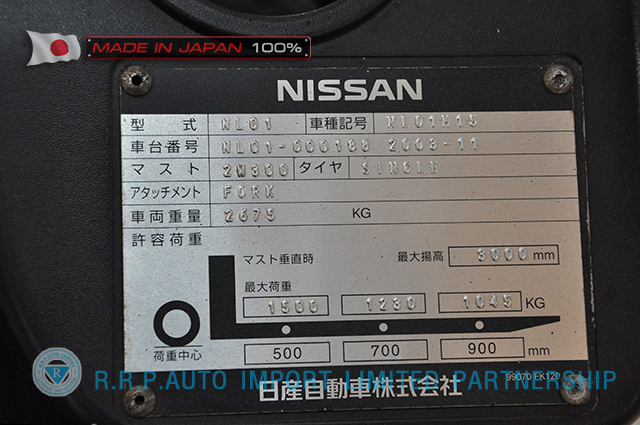 MADE IN JAPAN 100%
NISSAN
型 式 NL01 車種記号 NL01M15
車台番号 NL01-000188 2003-11
マスト 2W300 タイヤ SINGLE
アタッチメント FORK
車両重量 2675 KG
許容荷重
マスト垂直時 最大揚高 3000 mm
最大荷重
1500 1230 1045 KG
荷重中心 500 700 900 mm
R.R.P.AUTO IMPORT LIMITED PARTNERSHIP
日産自動車株式会社 99070 FK120